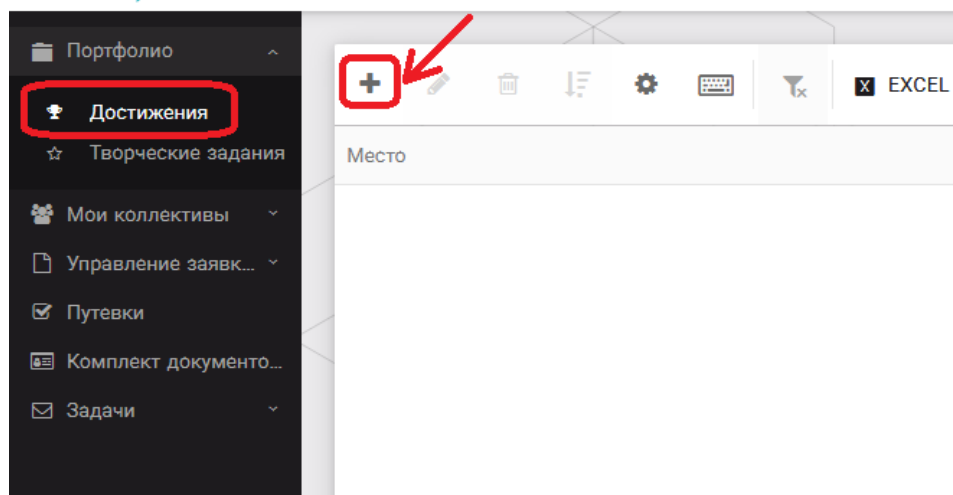 Портфолио
Достижения
Творческие задания
Мои коллективы
Управление заявк...
Путевки
Комплект документо...
Задачи
X EXCEL
Место